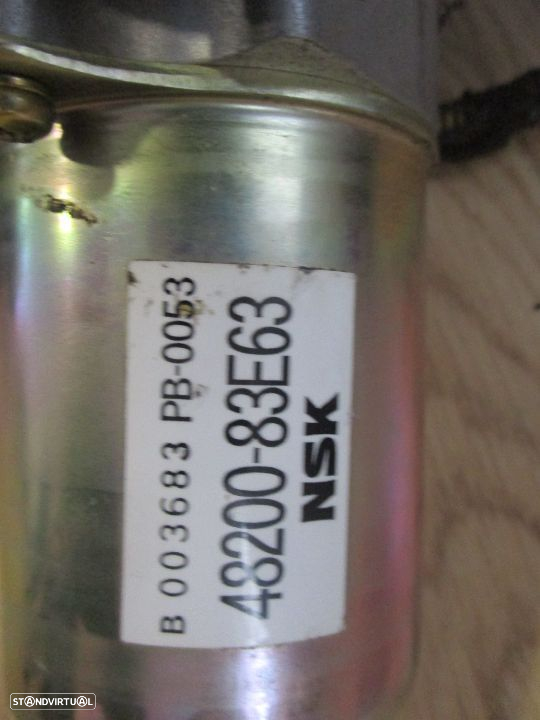 B 003683 PB-0053
48200-83E63
NSK
STANDVIRTUAL